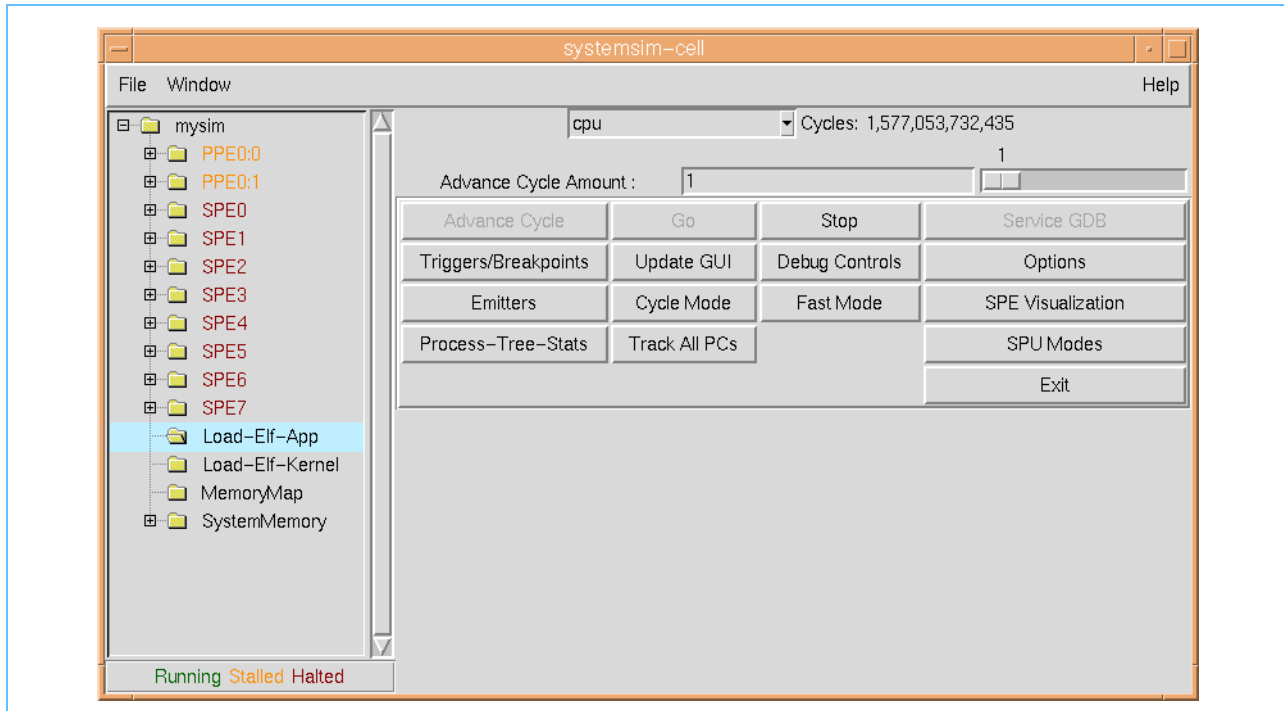 systemsim-cell
File Window Help
mysim
PPE0:0
PPE0:1
SPE0
SPE1
SPE2
SPE3
SPE4
SPE5
SPE6
SPE7
Load-Elf-App
Load-Elf-Kernel
MemoryMap
SystemMemory
Running Stalled Halted
cpu Cycles: 1,577,053,732,435
1
Advance Cycle Amount : 1
Advance Cycle Go Stop Service GDB
Triggers/Breakpoints Update GUI Debug Controls Options
Emitters Cycle Mode Fast Mode SPE Visualization
Process-Tree-Stats Track All PCs SPU Modes
Exit